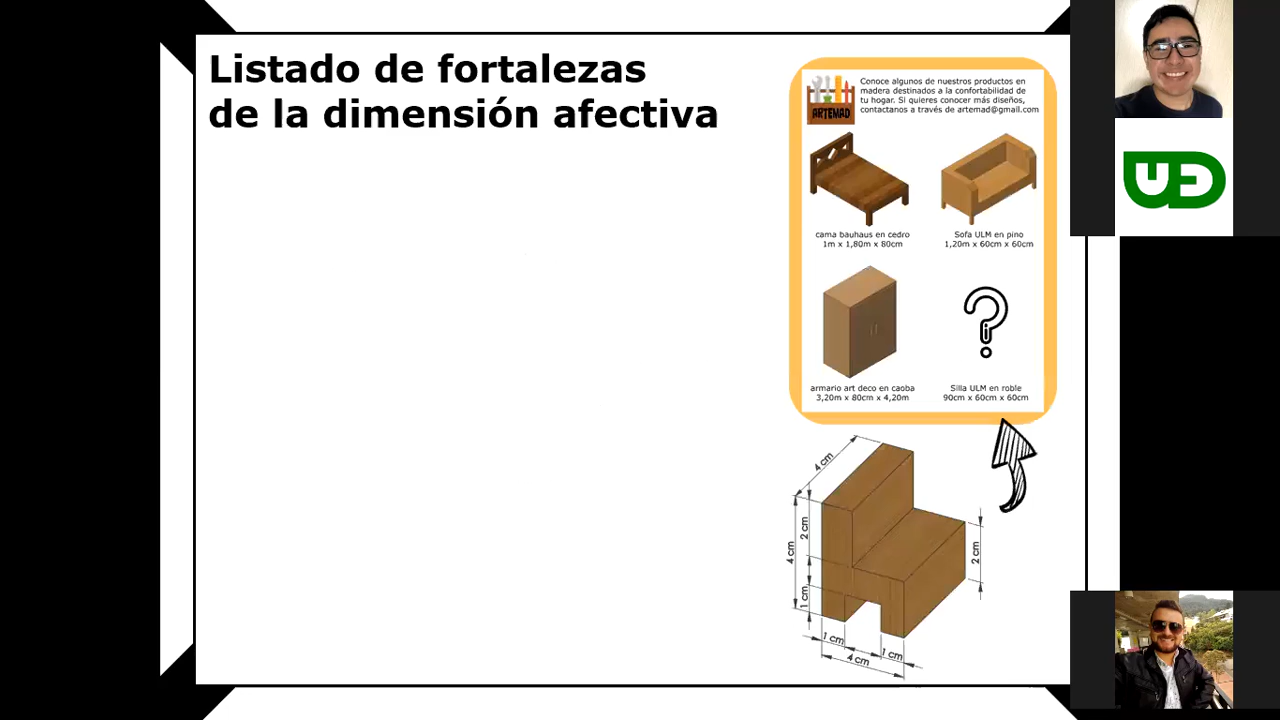 Listado de fortalezas
de la dimensión afectiva
Conoce algunos de nuestros productos en
madera destinados a la confortabilidad de
tu hogar. Si quieres conocer más diseños,
contactanos a través de artemad@gmail.com
ARTEMAD
cama bauhaus en cedro
1m x 1,80m x 80cm
Sofa ULM en pino
1,20m x 60cm x 60cm
armario art deco en caoba
3,20m x 80cm x 4,20m
Silla ULM en roble
90cm x 60cm x 60cm
?
4 cm
2 cm
4 cm
1 cm
2 cm
1 cm
1 cm
4 cm
UD